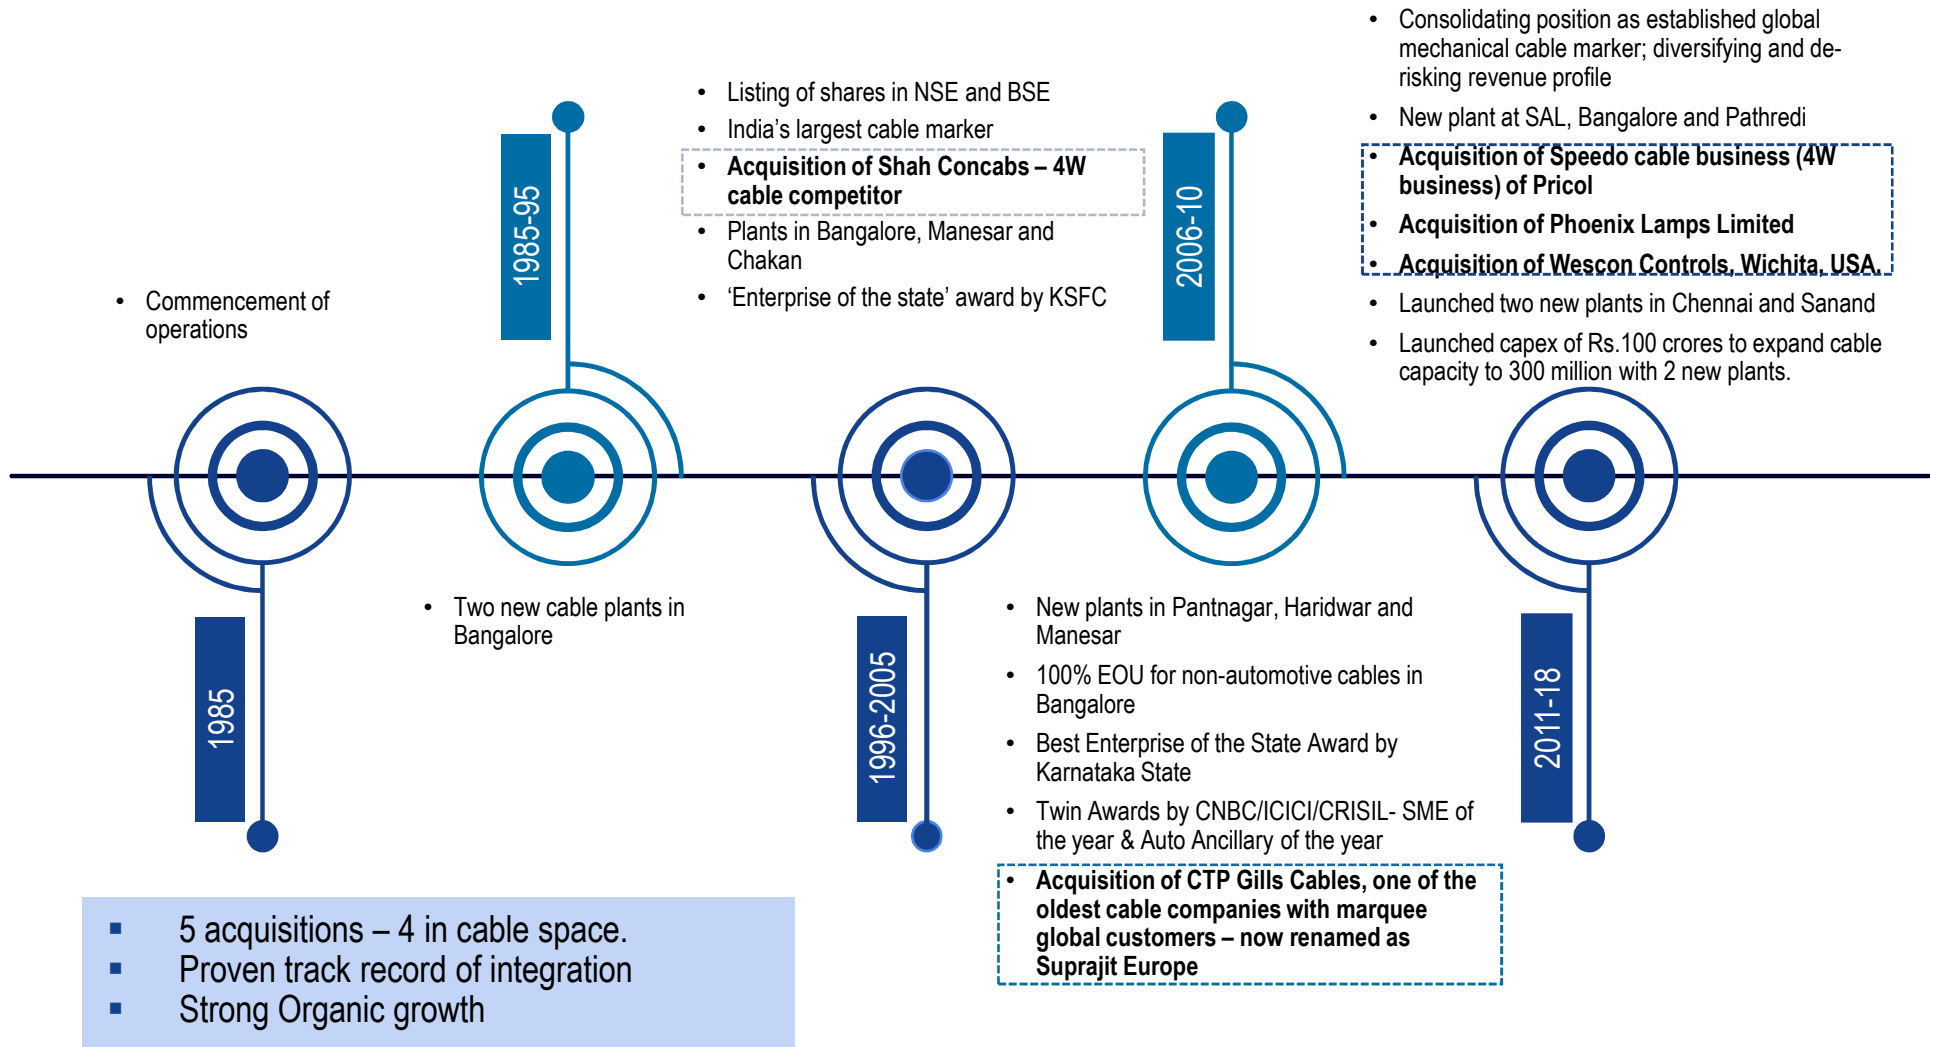 • Commencement of
operations
1985
1985-95
• Two new cable plants in
Bangalore
• Listing of shares in NSE and BSE
• India’s largest cable marker
• Acquisition of Shah Concabs – 4W
cable competitor
• Plants in Bangalore, Manesar and
Chakan
• ‘Enterprise of the state’ award by KSFC
1996-2005
2006-10
• New plants in Pantnagar, Haridwar and
Manesar
• 100% EOU for non-automotive cables in
Bangalore
• Best Enterprise of the State Award by
Karnataka State
• Twin Awards by CNBC/ICICI/CRISIL- SME of
the year & Auto Ancillary of the year
• Acquisition of CTP Gills Cables, one of the
oldest cable companies with marquee
global customers – now renamed as
Suprajit Europe
• Consolidating position as established global
mechanical cable marker; diversifying and de-
risking revenue profile
• New plant at SAL, Bangalore and Pathredi
• Acquisition of Speedo cable business (4W
business) of Pricol
• Acquisition of Phoenix Lamps Limited
• Acquisition of Wescon Controls, Wichita, USA.
• Launched two new plants in Chennai and Sanand
• Launched capex of Rs.100 crores to expand cable
capacity to 300 million with 2 new plants.
2011-18
▪ 5 acquisitions – 4 in cable space.
▪ Proven track record of integration
▪ Strong Organic growth